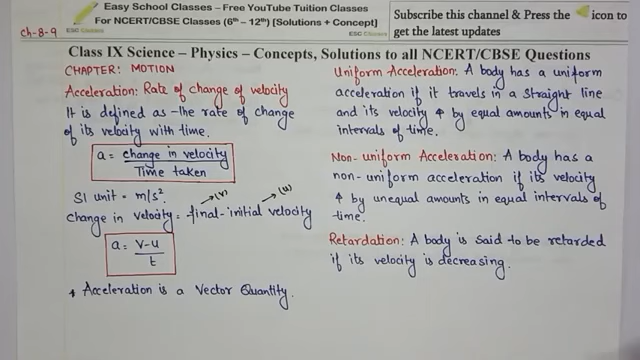 Ch-8-9
Easy School Classes – Free YouTube Tuition Classes
For NCERT/CBSE Classes (6th – 12th) [Solutions + Concept]
ESC Classes
ESC Classes
Subscribe this channel & Press the icon to
get the latest updates
Class IX Science – Physics – Concepts, Solutions to all NCERT/CBSE Questions
CHAPTER: MOTION
Acceleration: Rate of change of velocity
It is defined as the rate of change
of its velocity with time.
a = change in velocity
Time taken
SI unit = m/s².
(v) (u)
change in velocity = final-initial velocity
a = v-u
t
* Acceleration is a Vector Quantity.
Uniform Acceleration: A body has a uniform
acceleration if it travels in a straight line
and its velocity ↑ by equal amounts in equal
intervals of time.
Non-uniform Acceleration: A body has a
non-uniform acceleration if its velocity
↑ by unequal amounts in equal intervals of
time.
Retardation: A body is said to be retarded
if its velocity is decreasing.